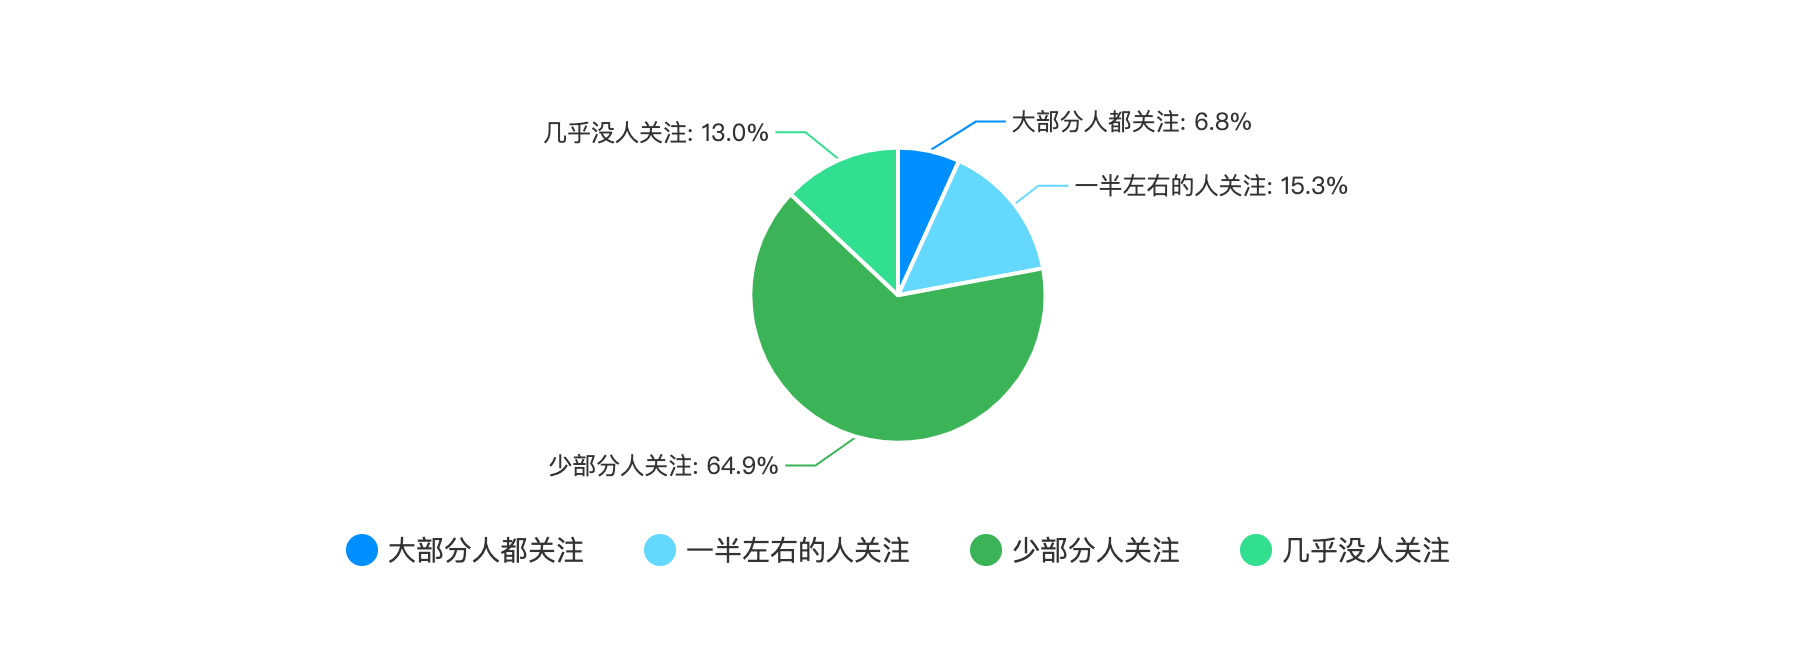 大部分人都关注: 6.8%
几乎没人关注: 13.0%
一半左右的人关注: 15.3%
少部分人关注: 64.9%
大部分人都关注
一半左右的人关注
少部分人关注
几乎没人关注